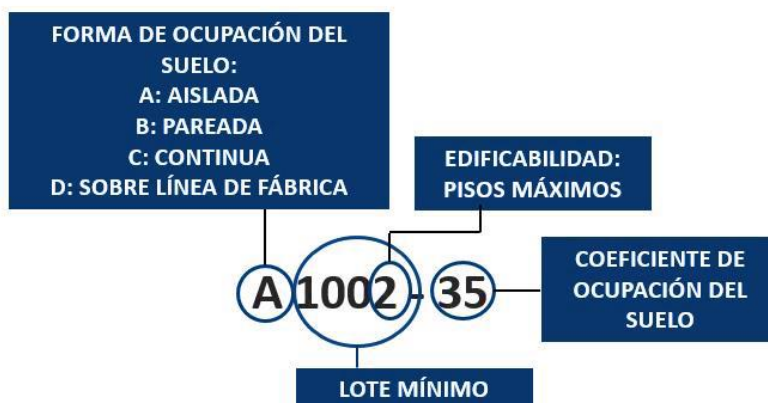 FORMA DE OCUPACIÓN DEL
SUELO:
A: AISLADA
B: PAREADA
C: CONTINUA
D: SOBRE LÍNEA DE FÁBRICA
EDIFICABILIDAD:
PISOS MÁXIMOS
A 1002 - 35
COEFICIENTE DE
OCUPACIÓN DEL
SUELO
LOTE MÍNIMO